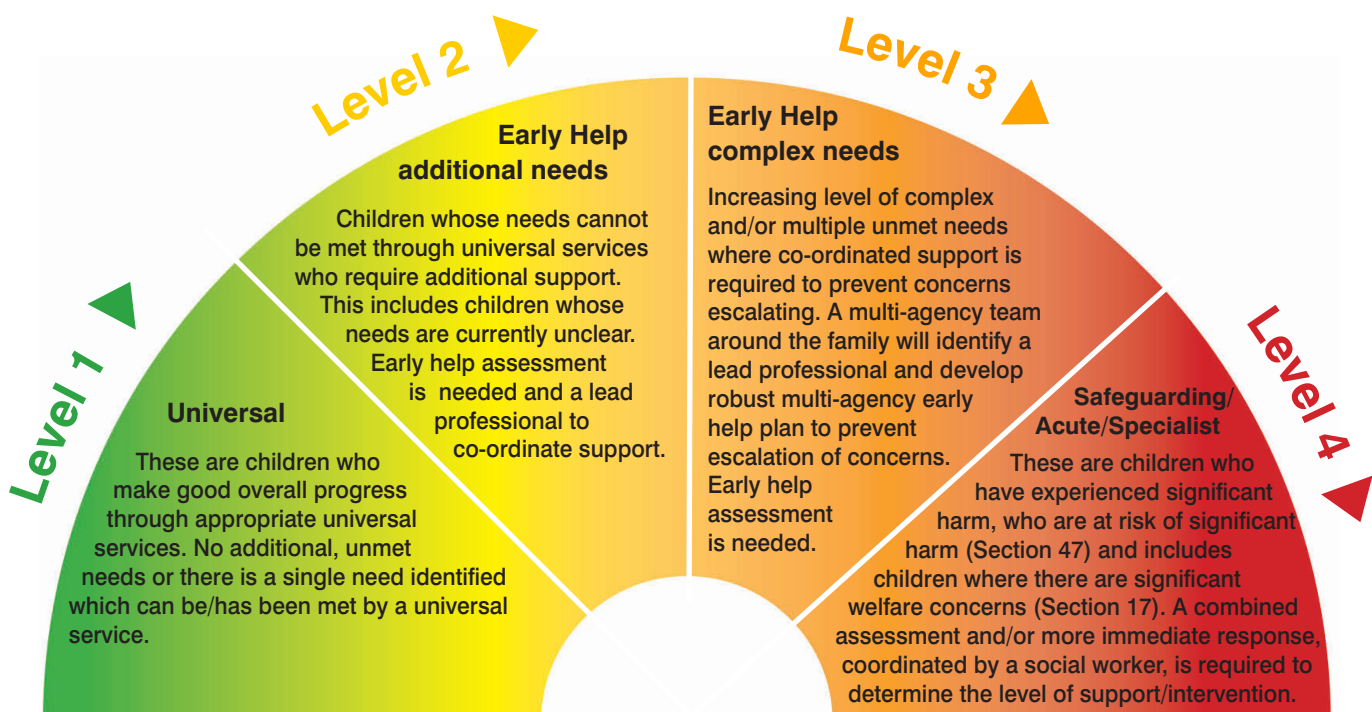 Level 1
Universal
These are children who
make good overall progress
through appropriate universal
services. No additional, unmet
needs or there is a single need identified
which can be/has been met by a universal
service.
Level 2
Early Help
additional needs
Children whose needs cannot
be met through universal services
who require additional support.
This includes children whose
needs are currently unclear.
Early help assessment
is needed and a lead
professional to
co-ordinate support.
Level 3
Early Help
complex needs
Increasing level of complex
and/or multiple unmet needs
where co-ordinated support is
required to prevent concerns
escalating. A multi-agency team
around the family will identify a
lead professional and develop
robust multi-agency early
help plan to prevent
escalation of concerns.
Early help
assessment
is needed.
Level 4
Safeguarding/
Acute/Specialist
These are children who
have experienced significant
harm, who are at risk of significant
harm (Section 47) and includes
children where there are significant
welfare concerns (Section 17). A combined
assessment and/or more immediate response,
coordinated by a social worker, is required to
determine the level of support/intervention.